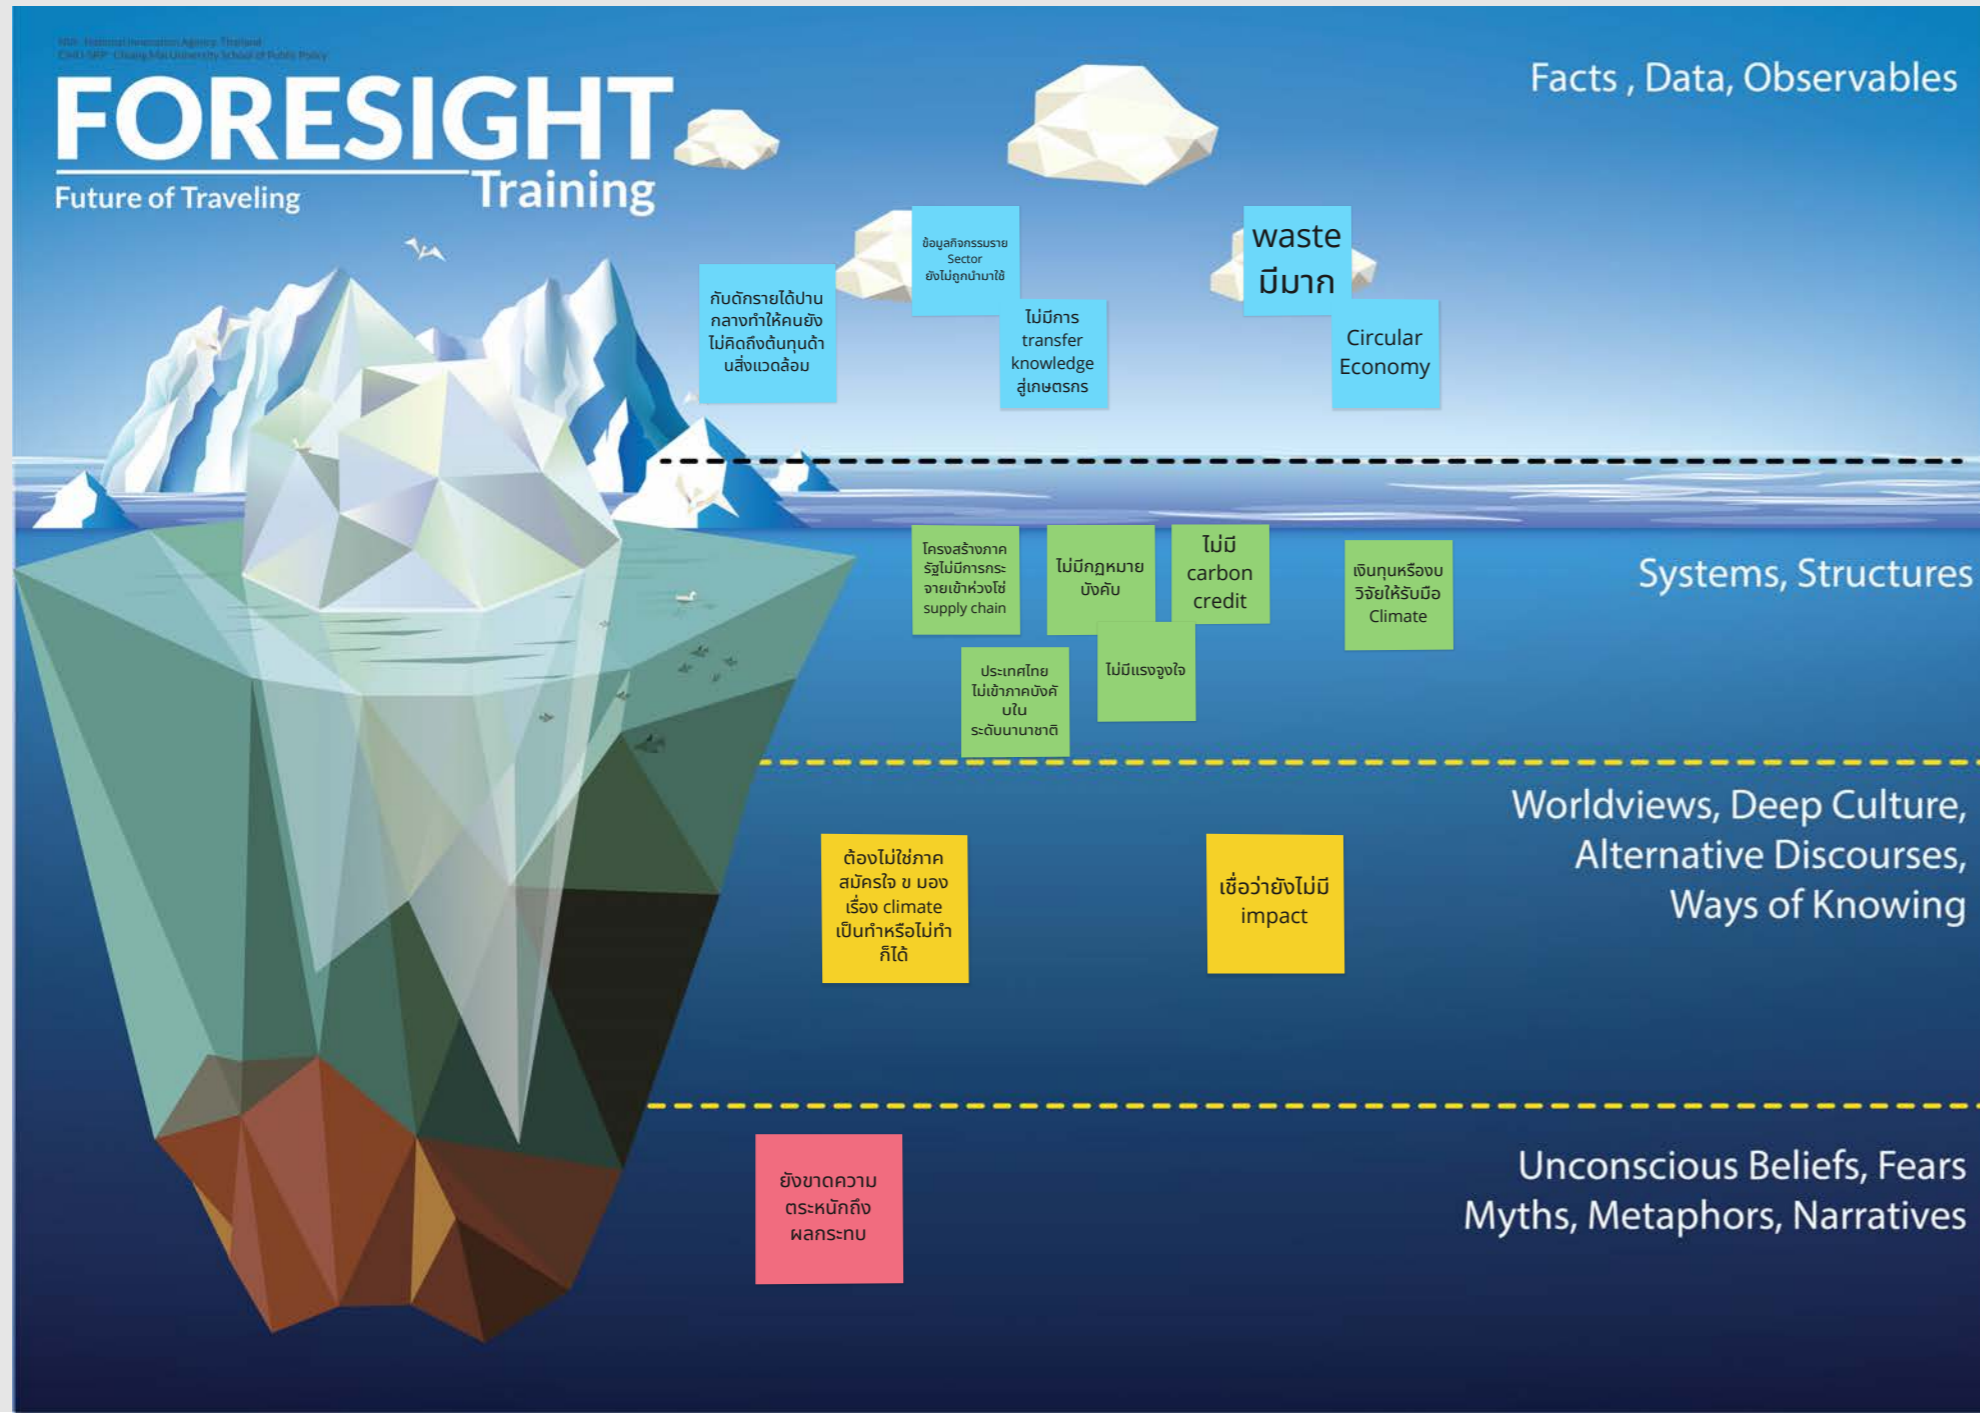 NIA : National Innovation Agency, Thailand
CMU-SPP : Chiang Mai University School of Public Policy
FORESIGHT
Training
Future of Traveling
Facts , Data, Observables
กับดักรายได้ปาน
กลางทำให้คนยัง
ไม่คิดถึงต้นทุนด้า
นสิ่งแวดล้อม
ข้อมูลกิจกรรมราย
Sector
ยังไม่ถูกนำมาใช้
ไม่มีการ
transfer
knowledge
สู่เกษตรกร
waste
มีมาก
Circular
Economy
Systems, Structures
โครงสร้างภาค
รัฐไม่มีการกระ
จายเข้าห่วงโซ่
supply chain
ไม่มีกฎหมาย
บังคับ
ไม่มี
carbon
credit
เงินทุนหรืองบ
วิจัยให้รับมือ
Climate
ประเทศไทย
ไม่เข้าภาคบังคั
บใน
ระดับนานาชาติ
ไม่มีแรงจูงใจ
Worldviews, Deep Culture,
Alternative Discourses,
Ways of Knowing
ต้องไม่ใช่ภาค
สมัครใจ ข มอง
เรื่อง climate
เป็นทำหรือไม่ทำ
ก็ได้
เชื่อว่ายังไม่มี
impact
Unconscious Beliefs, Fears
Myths, Metaphors, Narratives
ยังขาดความ
ตระหนักถึง
ผลกระทบ